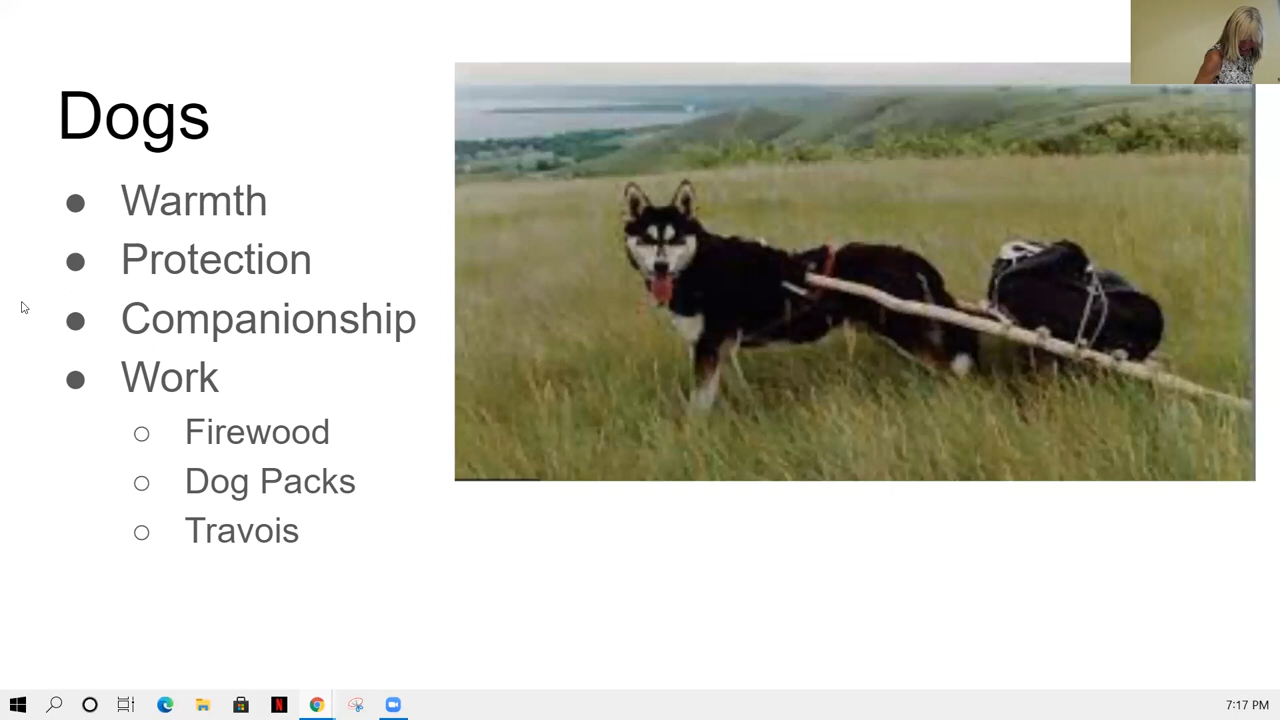 Dogs
● Warmth
● Protection
● Companionship
● Work
○ Firewood
○ Dog Packs
○ Travois
N
7:17 PM